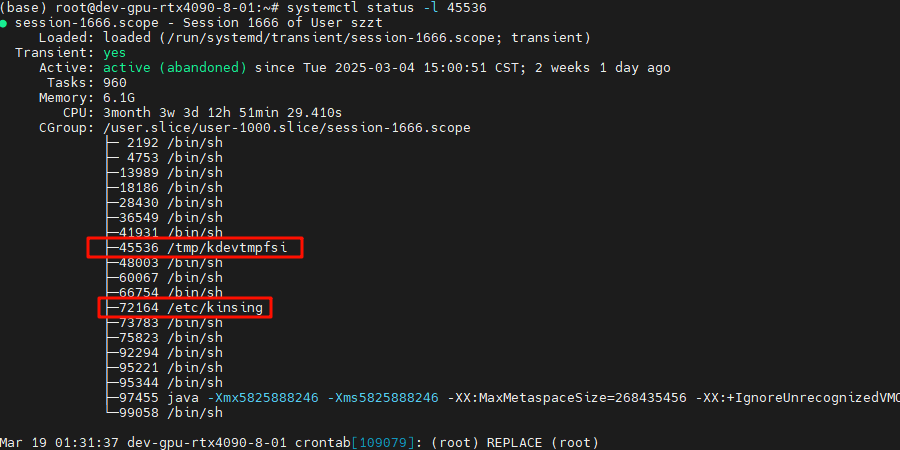 (base) root@dev-gpu-rtx4090-8-01:~# systemctl status -l 45536
● session-1666.scope - Session 1666 of User szzt
Loaded: loaded (/run/systemd/transient/session-1666.scope; transient)
Transient: yes
Active: active (abandoned) since Tue 2025-03-04 15:00:51 CST; 2 weeks 1 day ago
Tasks: 960
Memory: 6.1G
CPU: 3month 3w 3d 12h 51min 29.410s
CGroup: /user.slice/user-1000.slice/session-1666.scope
├─ 2192 /bin/sh
├─ 4753 /bin/sh
├─13989 /bin/sh
├─18186 /bin/sh
├─28430 /bin/sh
├─36549 /bin/sh
├─41931 /bin/sh
├─45536 /tmp/kdevtmpfsi
├─48003 /bin/sh
├─60067 /bin/sh
├─66754 /bin/sh
├─72164 /etc/kinsing
├─73783 /bin/sh
├─75823 /bin/sh
├─92294 /bin/sh
├─95221 /bin/sh
├─95344 /bin/sh
├─97455 java -Xmx5825888246 -Xms5825888246 -XX:MaxMetaspaceSize=268435456 -XX:+IgnoreUnrecognizedVMO
└─99058 /bin/sh
Mar 19 01:31:37 dev-gpu-rtx4090-8-01 crontab[109079]: (root) REPLACE (root)